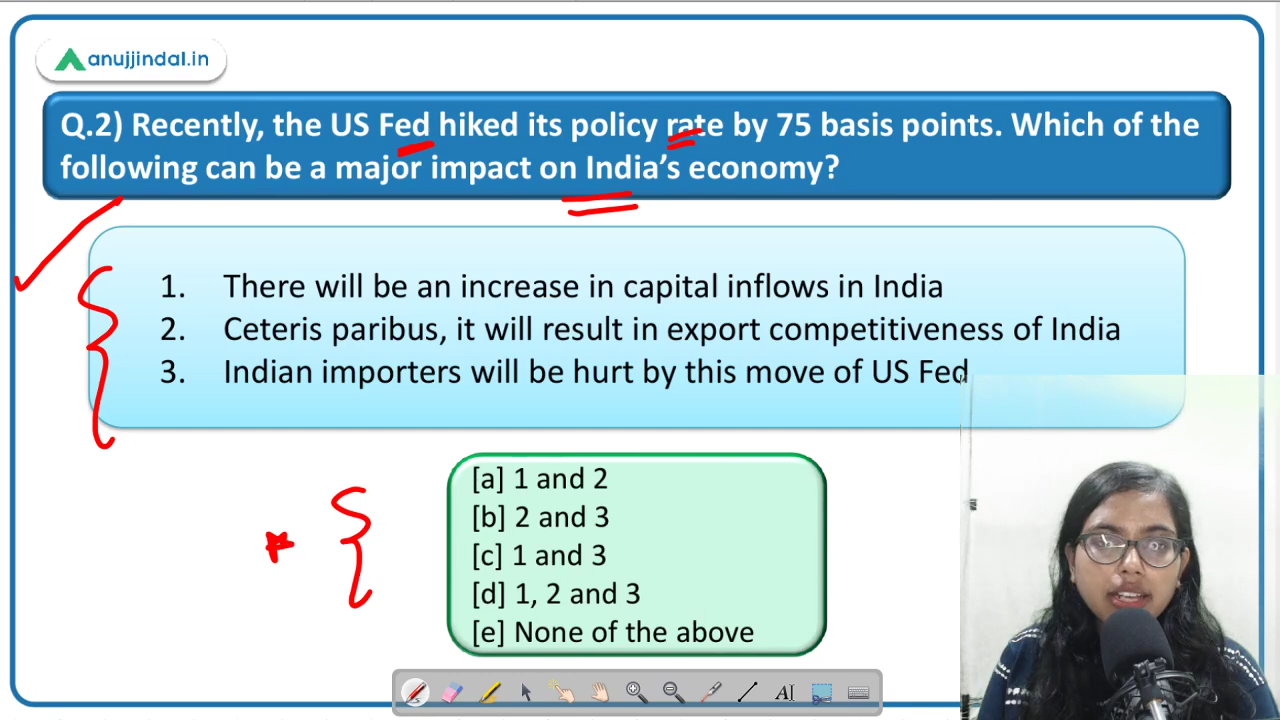 anujjindal.in
Q.2) Recently, the US Fed hiked its policy rate by 75 basis points. Which of the
following can be a major impact on India's economy?
1. There will be an increase in capital inflows in India
2. Ceteris paribus, it will result in export competitiveness of India
3. Indian importers will be hurt by this move of US Fed
[a] 1 and 2
[b] 2 and 3
[c] 1 and 3
[d] 1, 2 and 3
[e] None of the above